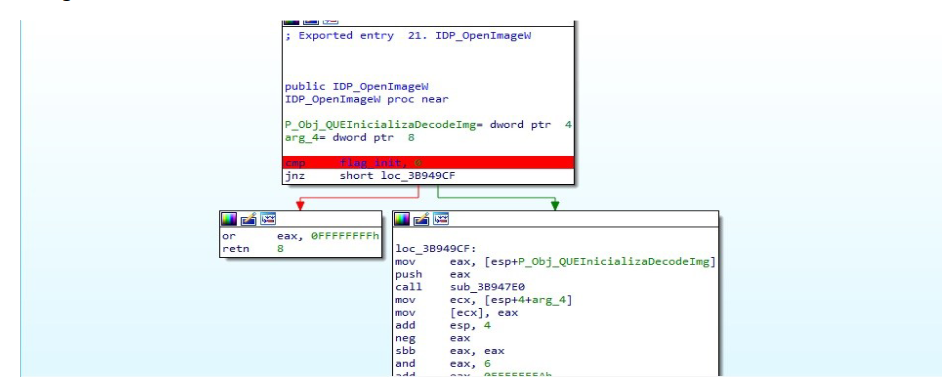 ; Exported entry  21. IDP_OpenImageW
public IDP_OpenImageW
IDP_OpenImageW proc near
P_Obj_QUEInicializaDecodeImg= dword ptr  4
arg_4= dword ptr  8
cmp     flag_init, 0
jnz     short loc_3B949CF
or      eax, 0FFFFFFFFh
retn    8
loc_3B949CF:
mov     eax, [esp+P_Obj_QUEInicializaDecodeImg]
push    eax
call    sub_3B947E0
mov     ecx, [esp+4+arg_4]
mov     [ecx], eax
add     esp, 4
neg     eax
sbb     eax, eax
and     eax, 6